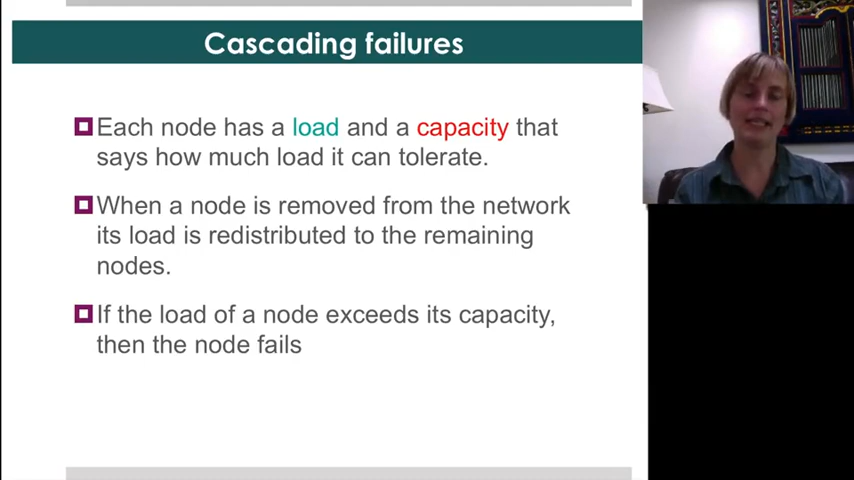 Cascading failures
Each node has a load and a capacity that
says how much load it can tolerate.
When a node is removed from the network
its load is redistributed to the remaining
nodes.
If the load of a node exceeds its capacity,
then the node fails